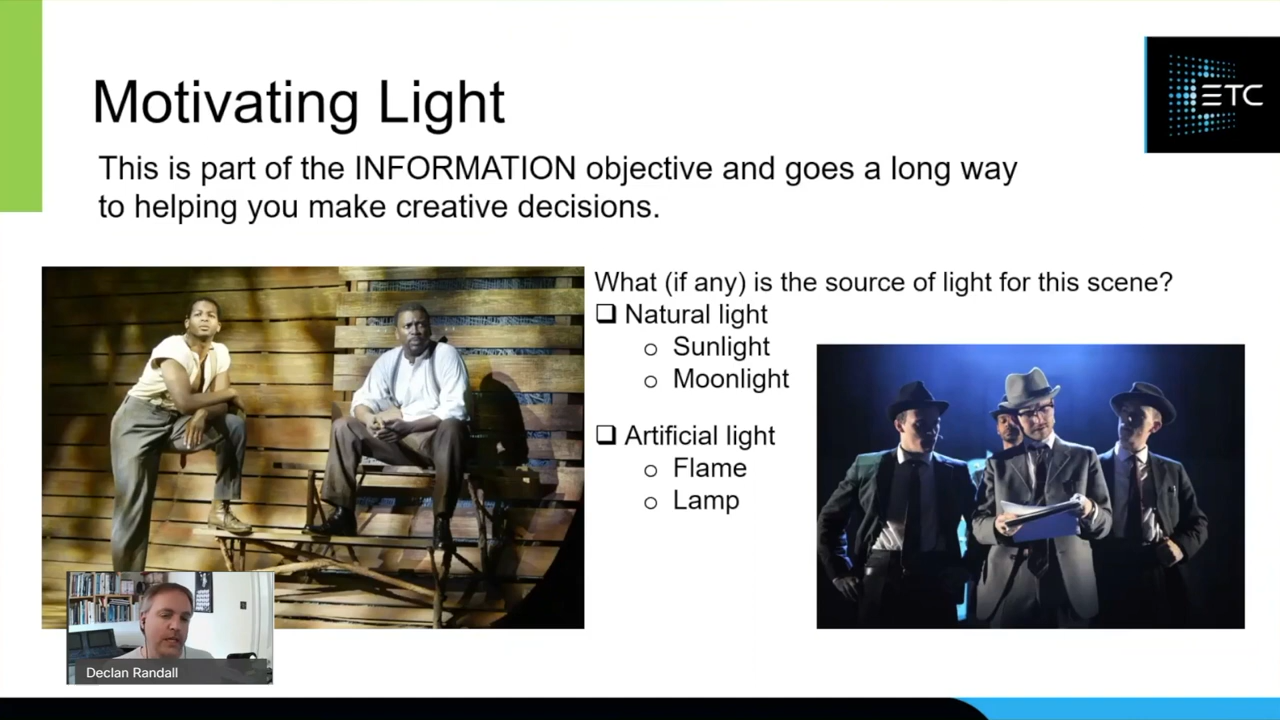 Motivating Light
ETC
This is part of the INFORMATION objective and goes a long way
to helping you make creative decisions.
What (if any) is the source of light for this scene?
Natural light
Sunlight
Moonlight
Artificial light
Flame
Lamp
Declan Randall